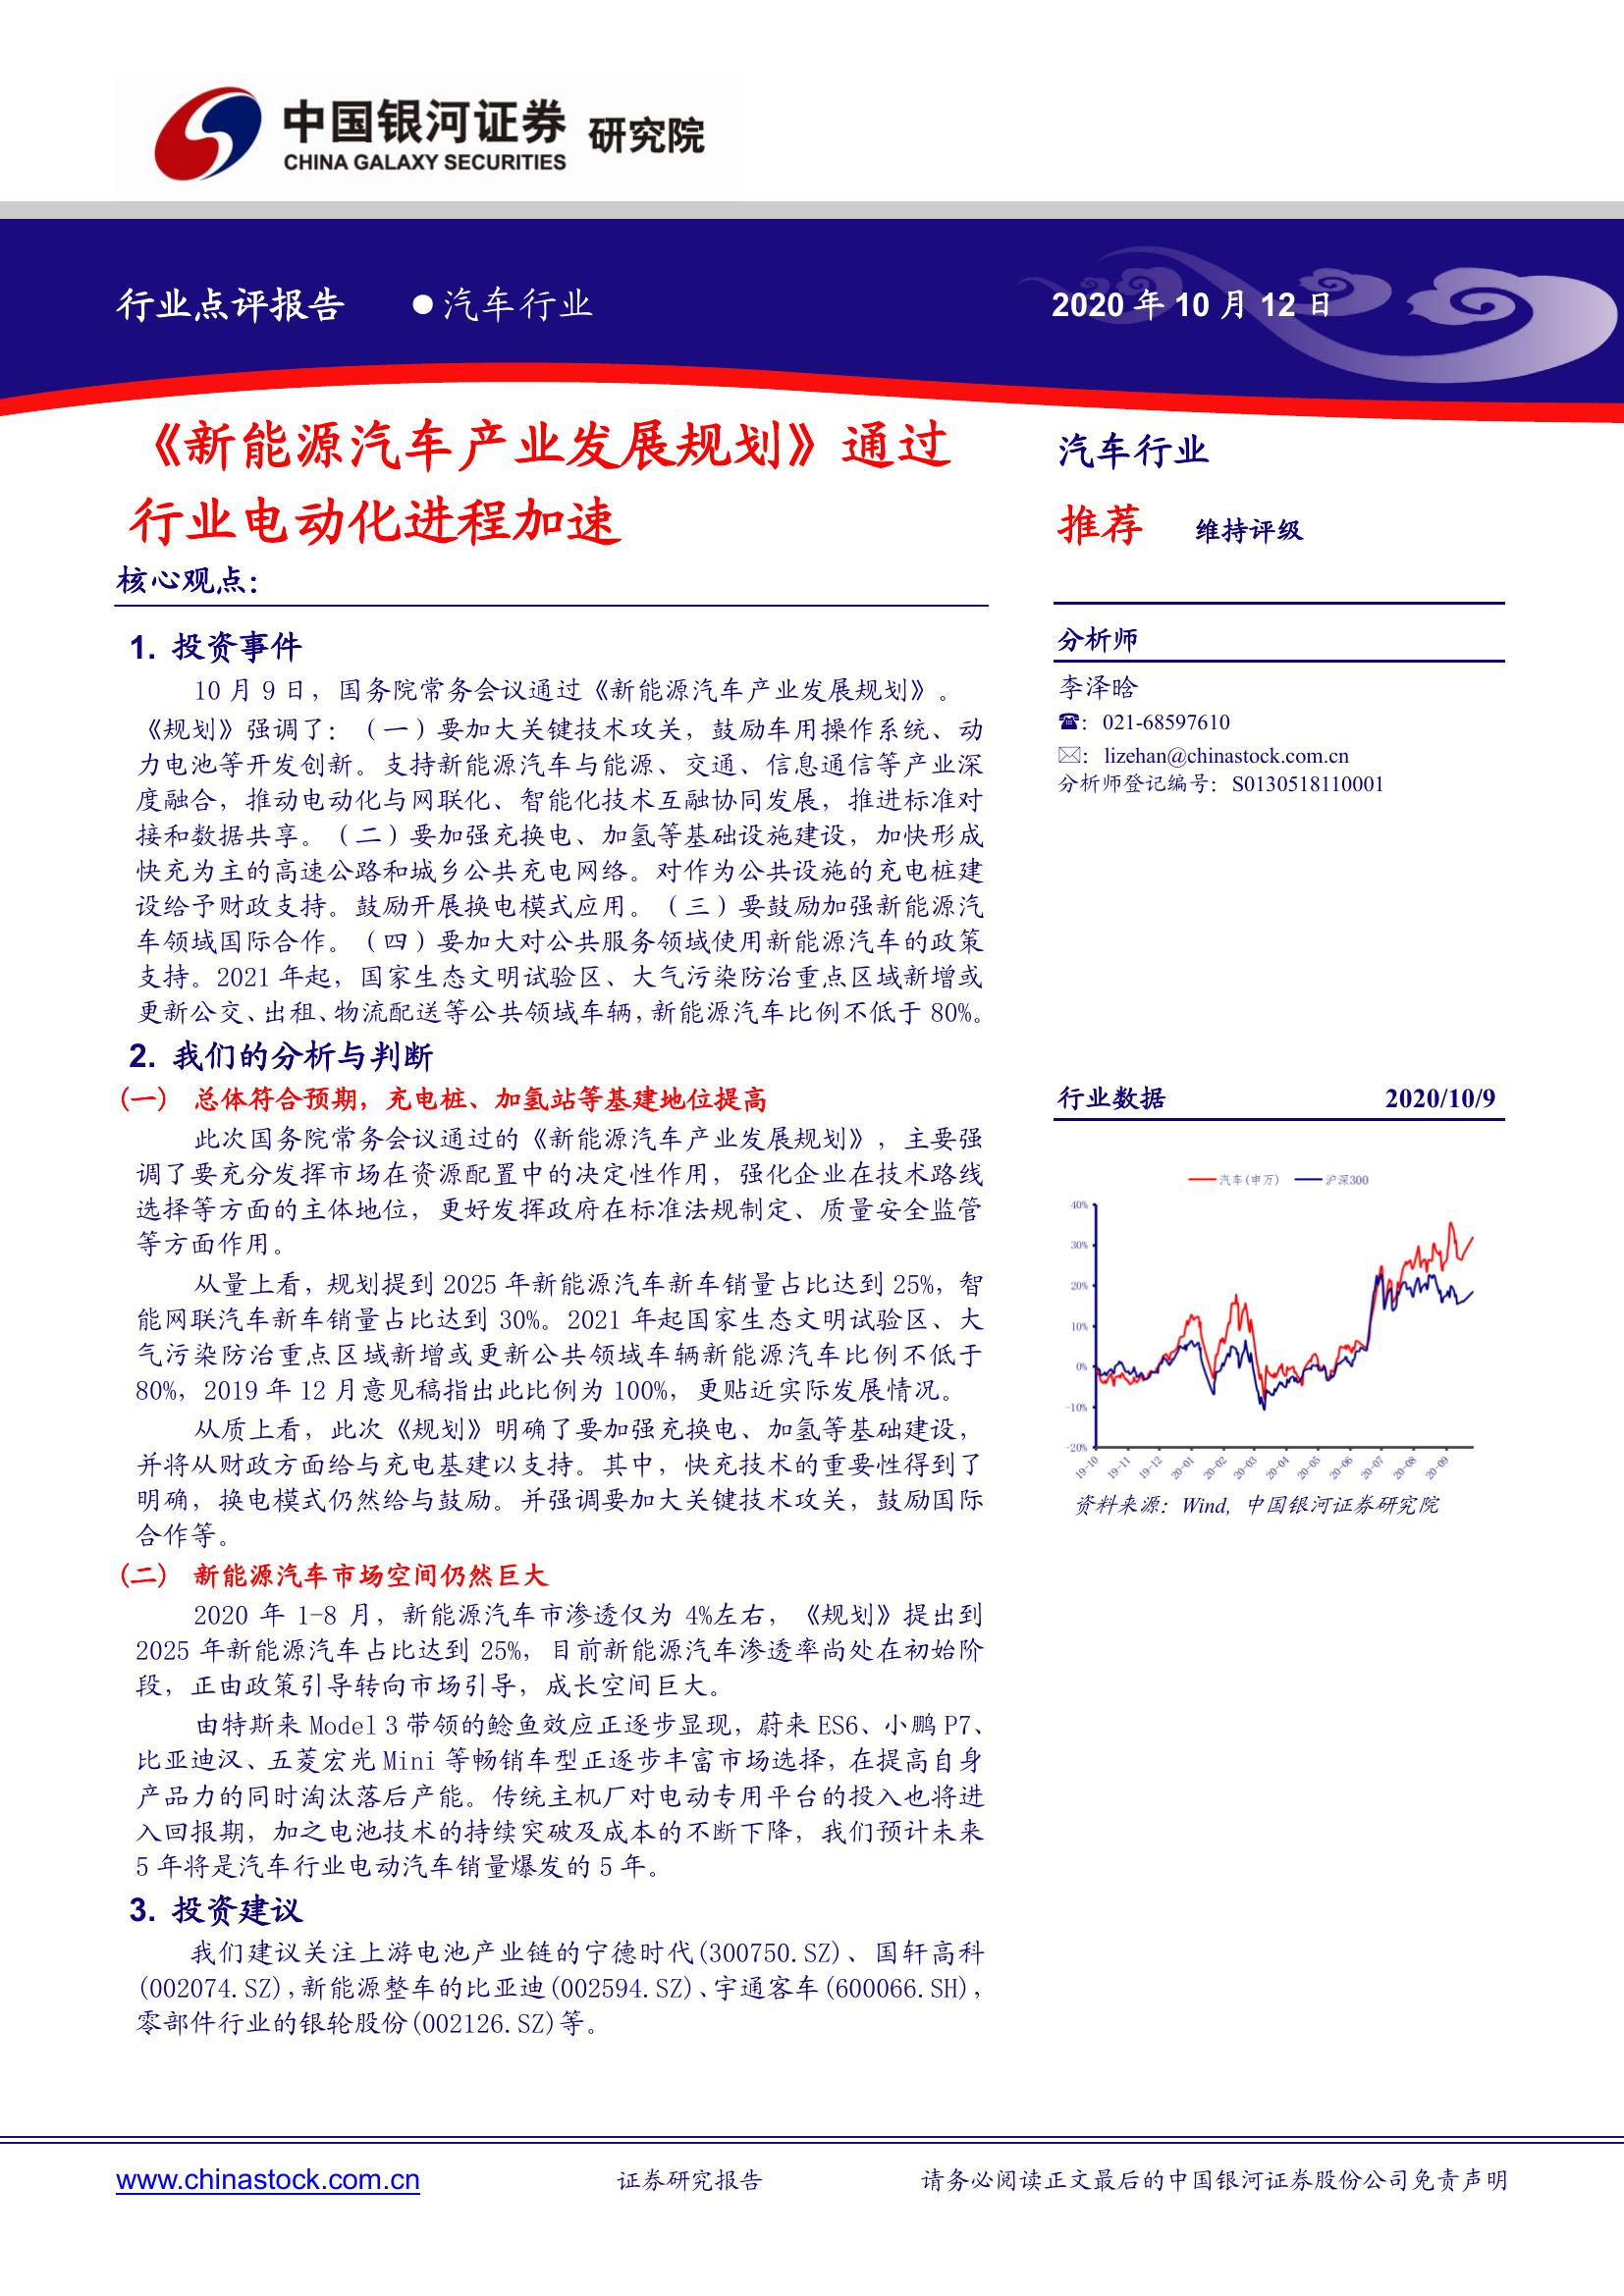 中国银河证券 研究院
CHINA GALAXY SECURITIES
行业点评报告 ●汽车行业 2020 年 10 月 12 日
《新能源汽车产业发展规划》通过
行业电动化进程加速
核心观点：
1. 投资事件
10 月 9 日，国务院常务会议通过《新能源汽车产业发展规划》。
《规划》强调了：（一）要加大关键技术攻关，鼓励车用操作系统、动
力电池等开发创新。支持新能源汽车与能源、交通、信息通信等产业深
度融合，推动电动化与网联化、智能化技术互融协同发展，推进标准对
接和数据共享。（二）要加强充换电、加氢等基础设施建设，加快形成
快充为主的高速公路和城乡公共充电网络。对作为公共设施的充电桩建
设给予财政支持。鼓励开展换电模式应用。（三）要鼓励加强新能源汽
车领域国际合作。（四）要加大对公共服务领域使用新能源汽车的政策
支持。2021 年起，国家生态文明试验区、大气污染防治重点区域新增或
更新公交、出租、物流配送等公共领域车辆，新能源汽车比例不低于 80%。
2. 我们的分析与判断
(一) 总体符合预期，充电桩、加氢站等基建地位提高
此次国务院常务会议通过的《新能源汽车产业发展规划》，主要强
调了要充分发挥市场在资源配置中的决定性作用，强化企业在技术路线
选择等方面的主体地位，更好发挥政府在标准法规制定、质量安全监管
等方面作用。
从量上看，规划提到 2025 年新能源汽车新车销量占比达到 25%，智
能网联汽车新车销量占比达到 30%。2021 年起国家生态文明试验区、大
气污染防治重点区域新增或更新公共领域车辆新能源汽车比例不低于
80%，2019 年 12 月意见稿指出此比例为 100%，更贴近实际发展情况。
从质上看，此次《规划》明确了要加强充换电、加氢等基础建设，
并将从财政方面给与充电基建以支持。其中，快充技术的重要性得到了
明确，换电模式仍然给与鼓励。并强调要加大关键技术攻关，鼓励国际
合作等。
(二) 新能源汽车市场空间仍然巨大
2020 年 1-8 月，新能源汽车市渗透仅为 4%左右，《规划》提出到
2025 年新能源汽车占比达到 25%，目前新能源汽车渗透率尚处在初始阶
段，正由政策引导转向市场引导，成长空间巨大。
由特斯来 Model 3 带领的鲶鱼效应正逐步显现，蔚来 ES6、小鹏 P7、
比亚迪汉、五菱宏光 Mini 等畅销车型正逐步丰富市场选择，在提高自身
产品力的同时淘汰落后产能。传统主机厂对电动专用平台的投入也将进
入回报期，加之电池技术的持续突破及成本的不断下降，我们预计未来
5 年将是汽车行业电动汽车销量爆发的 5 年。
3. 投资建议
我们建议关注上游电池产业链的宁德时代(300750.SZ)、国轩高科
(002074.SZ)，新能源整车的比亚迪(002594.SZ)、宇通客车(600066.SH)，
零部件行业的银轮股份(002126.SZ)等。
汽车行业
推荐 维持评级
分析师
李泽晗
☎：021-68597610
✉：lizehan@chinastock.com.cn
分析师登记编号：S0130518110001
行业数据 2020/10/9
汽车(申万) 沪深300
40%
30%
20%
10%
0%
-10%
-20%
19-10 19-11 19-12 20-01 20-02 20-03 20-04 20-05 20-06 20-07 20-08 20-09
资料来源：Wind，中国银河证券研究院
www.chinastock.com.cn 证券研究报告 请务必阅读正文最后的中国银河证券股份公司免责声明